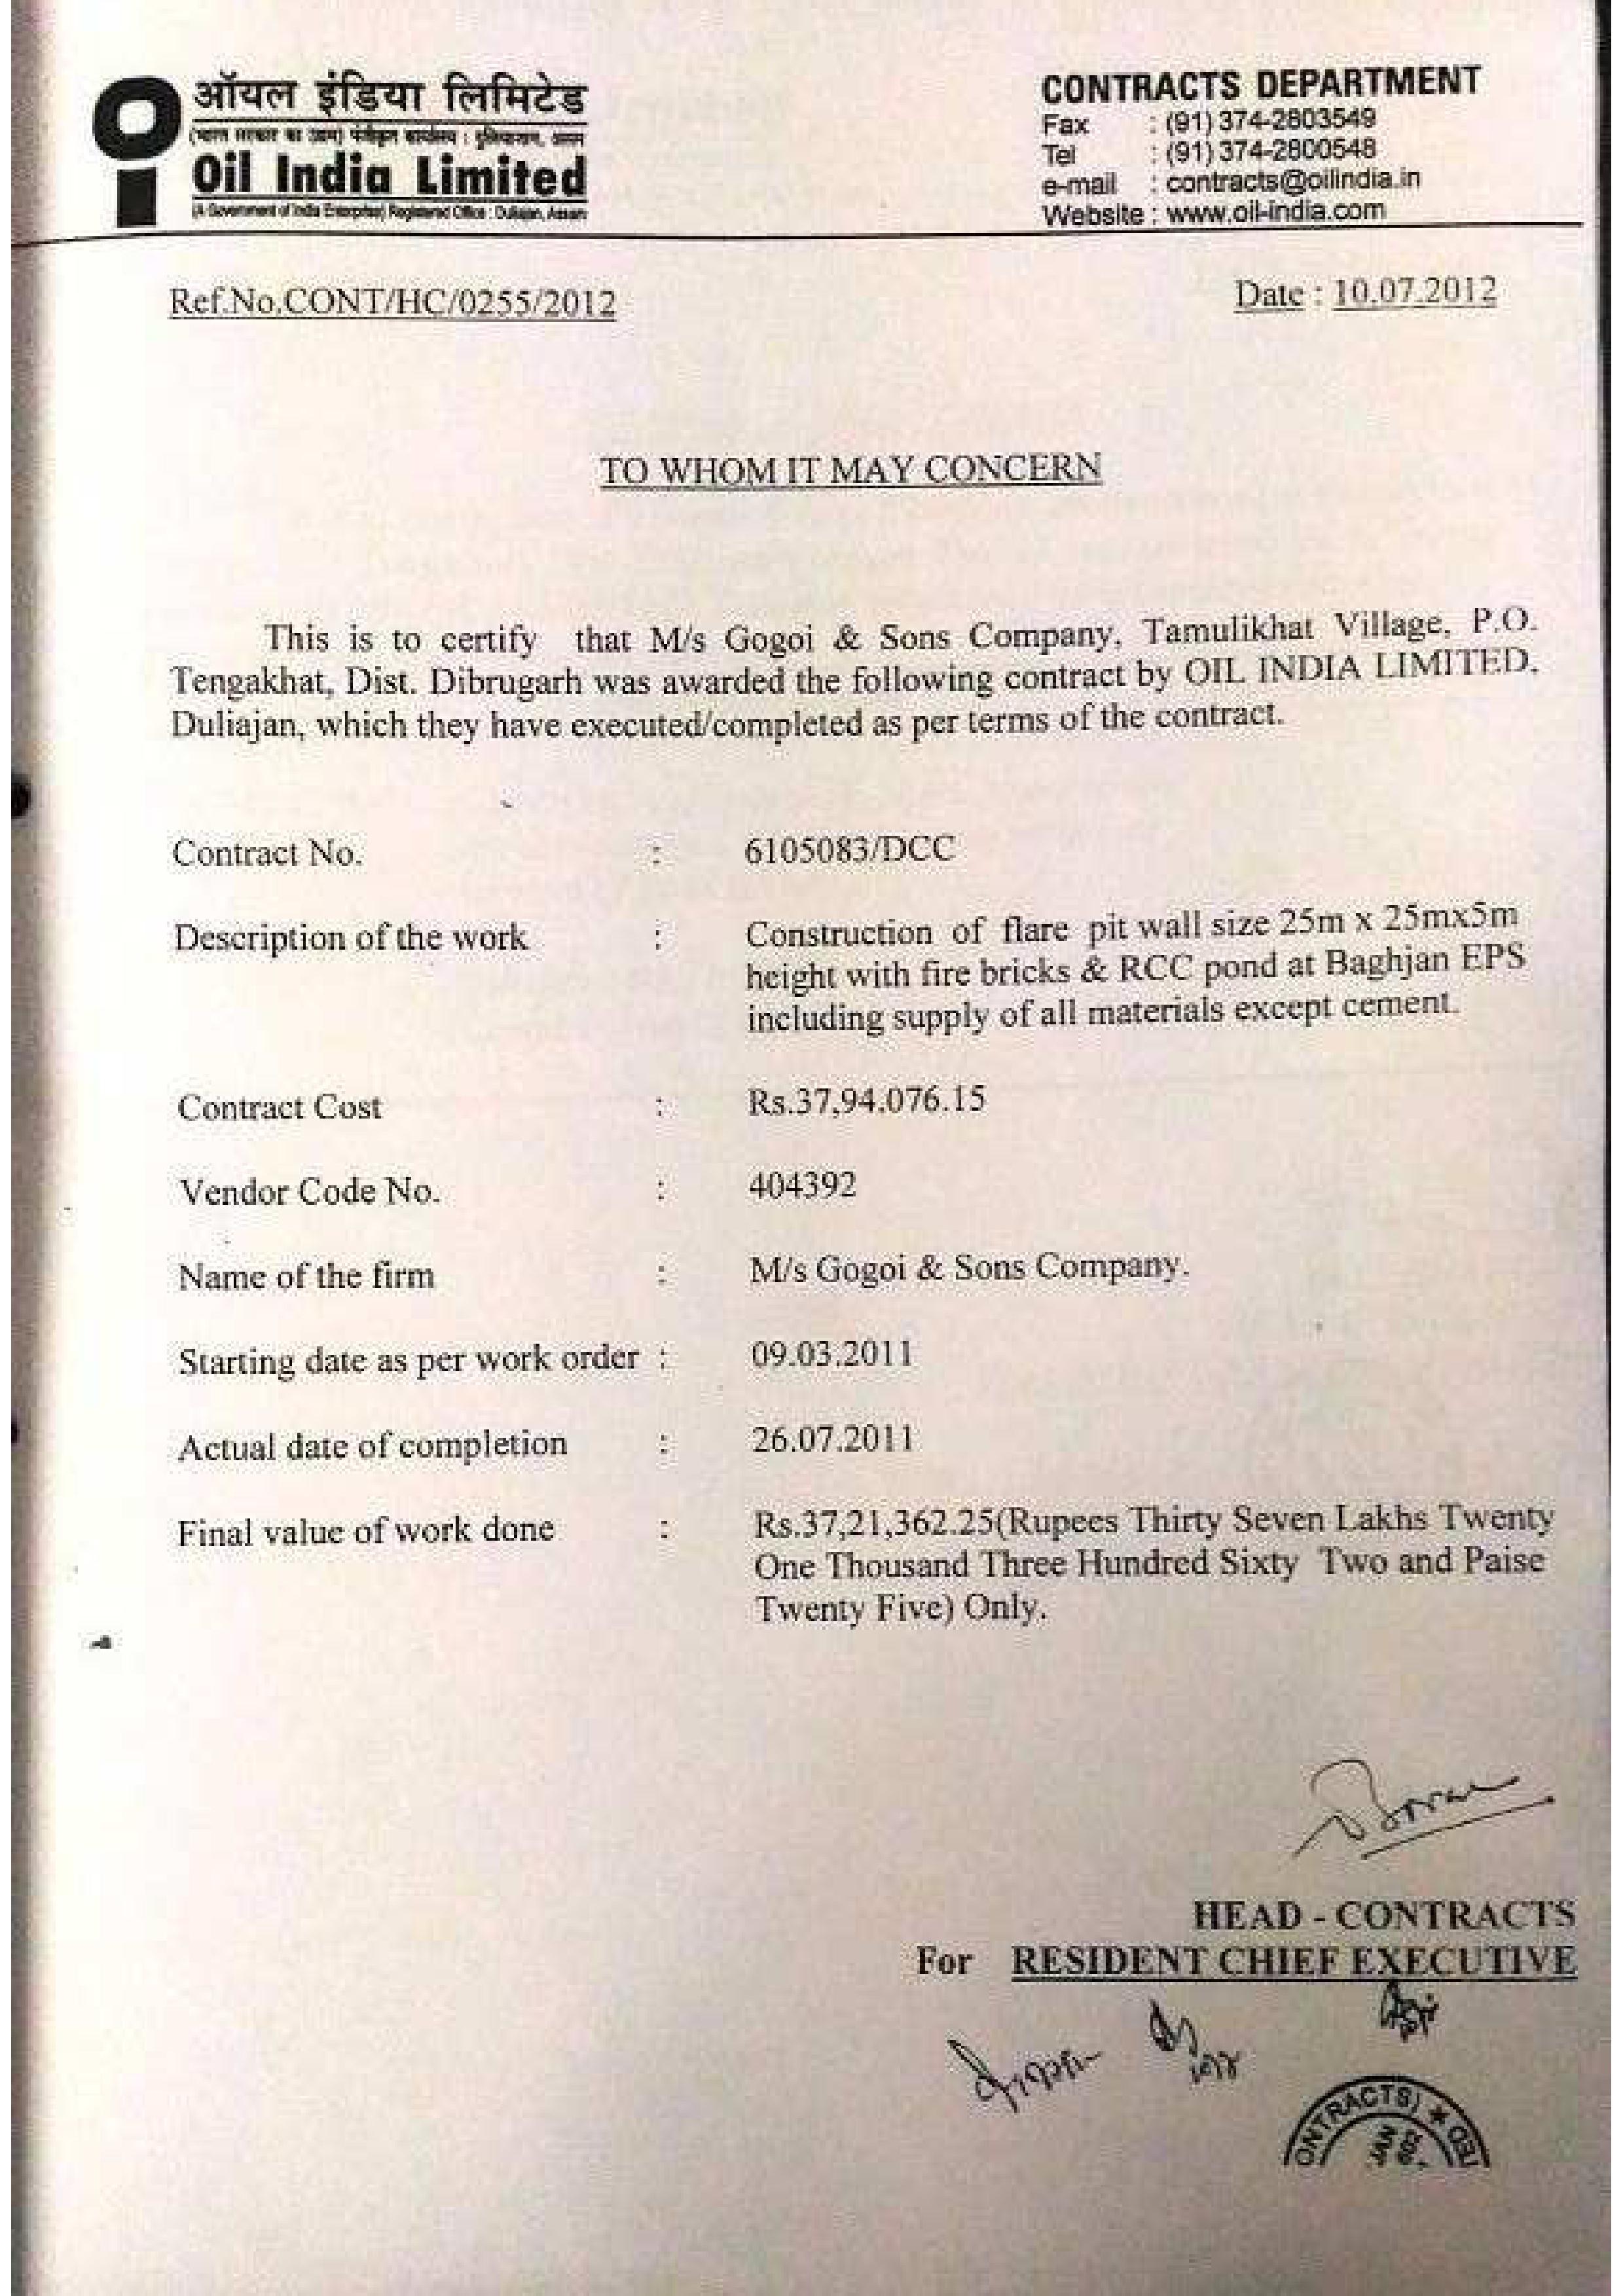 ऑयल इंडिया लिमिटेड
(भारत सरकार का उद्यम) पंजीकृत कार्यालय : दुलियाजान, असम
Oil India Limited
(A Government of India Enterprise) Registered Office : Duliajan, Assam
CONTRACTS DEPARTMENT
Fax : (91) 374-2803549
Tel : (91) 374-2800548
e-mail : contracts@oilindia.in
Website : www.oil-india.com
Ref.No.CONT/HC/0255/2012
Date : 10.07.2012
TO WHOM IT MAY CONCERN
This is to certify that M/s Gogoi & Sons Company, Tamulikhat Village, P.O.
Tengakhat, Dist. Dibrugarh was awarded the following contract by OIL INDIA LIMITED,
Duliajan, which they have executed/completed as per terms of the contract.
Contract No. : 6105083/DCC
Description of the work : Construction of flare pit wall size 25m x 25mx5m
height with fire bricks & RCC pond at Baghjan EPS
including supply of all materials except cement.
Contract Cost : Rs.37,94,076.15
Vendor Code No. : 404392
Name of the firm : M/s Gogoi & Sons Company.
Starting date as per work order : 09.03.2011
Actual date of completion : 26.07.2011
Final value of work done : Rs.37,21,362.25(Rupees Thirty Seven Lakhs Twenty
One Thousand Three Hundred Sixty Two and Paise
Twenty Five) Only.
HEAD - CONTRACTS
For RESIDENT CHIEF EXECUTIVE
ONTRACTS) *